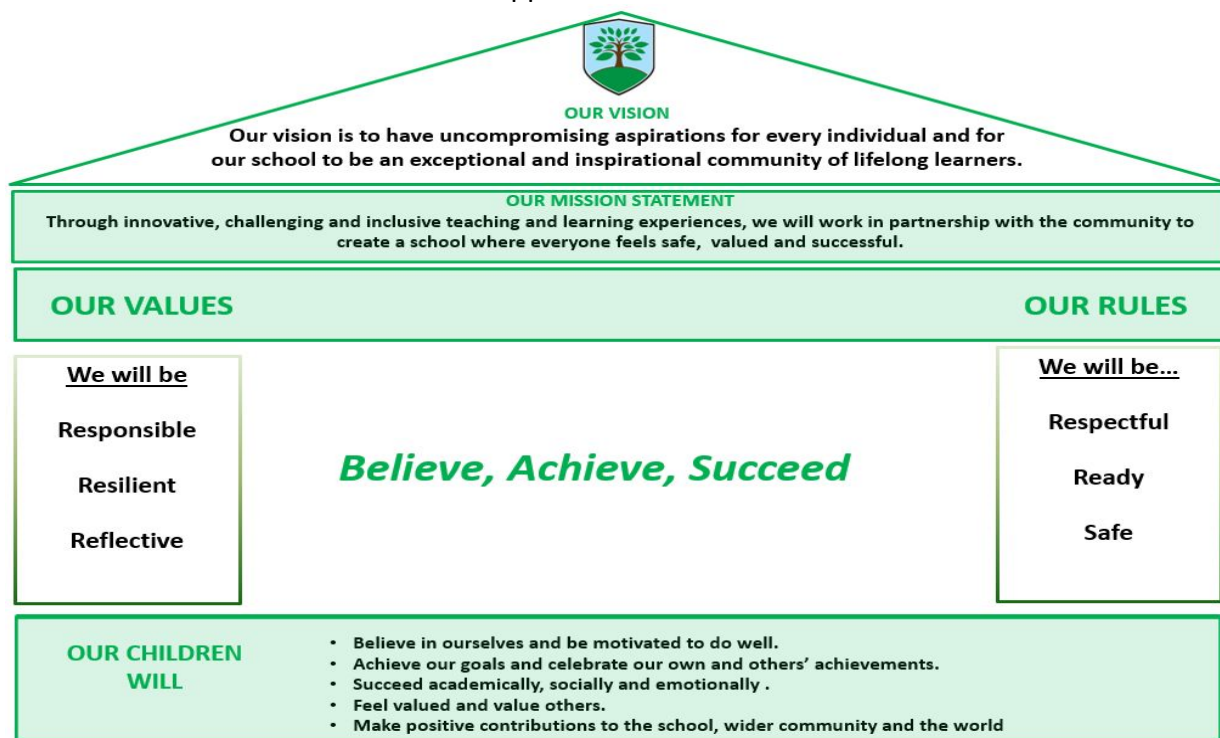 OUR VISION
Our vision is to have uncompromising aspirations for every individual and for
our school to be an exceptional and inspirational community of lifelong learners.
OUR MISSION STATEMENT
Through innovative, challenging and inclusive teaching and learning experiences, we will work in partnership with the community to
create a school where everyone feels safe, valued and successful.
OUR VALUES
OUR RULES
We will be
Responsible
Resilient
Reflective
Believe, Achieve, Succeed
We will be...
Respectful
Ready
Safe
OUR CHILDREN
WILL
• Believe in ourselves and be motivated to do well.
• Achieve our goals and celebrate our own and others’ achievements.
• Succeed academically, socially and emotionally .
• Feel valued and value others.
• Make positive contributions to the school, wider community and the world